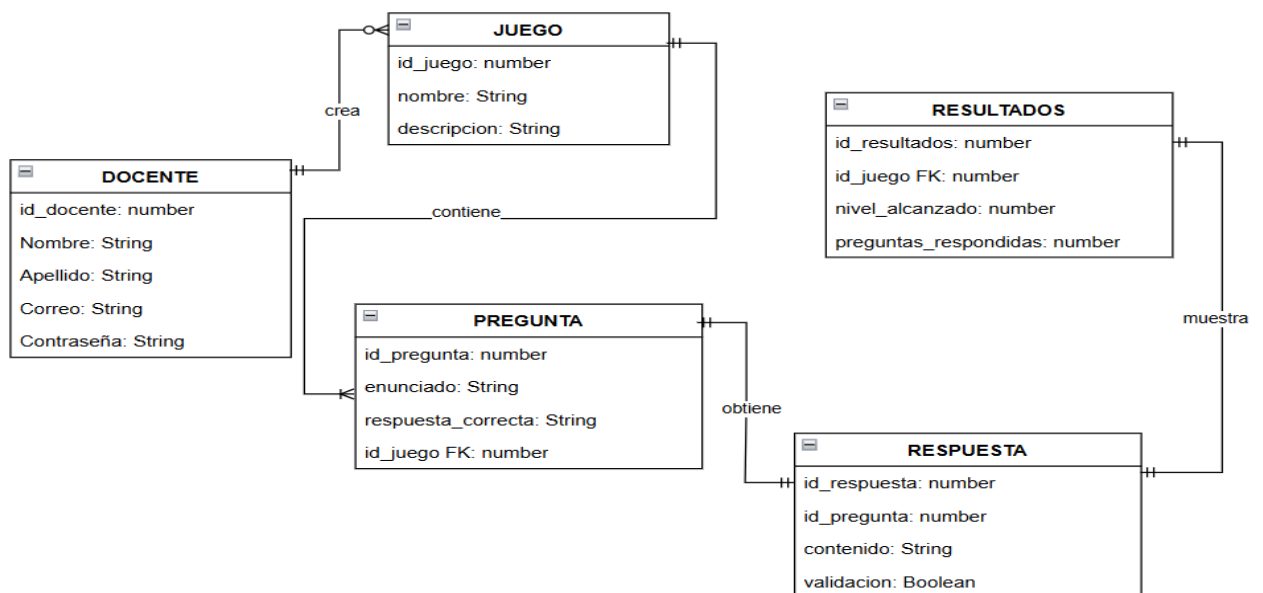 JUEGO
id_juego: number
nombre: String
descripcion: String
crea
DOCENTE
id_docente: number
Nombre: String
Apellido: String
Correo: String
Contraseña: String
contiene
RESULTADOS
id_resultados: number
id_juego FK: number
nivel_alcanzado: number
preguntas_respondidas: number
PREGUNTA
id_pregunta: number
enunciado: String
respuesta_correcta: String
id_juego FK: number
muestra
obtiene
RESPUESTA
id_respuesta: number
id_pregunta: number
contenido: String
validacion: Boolean